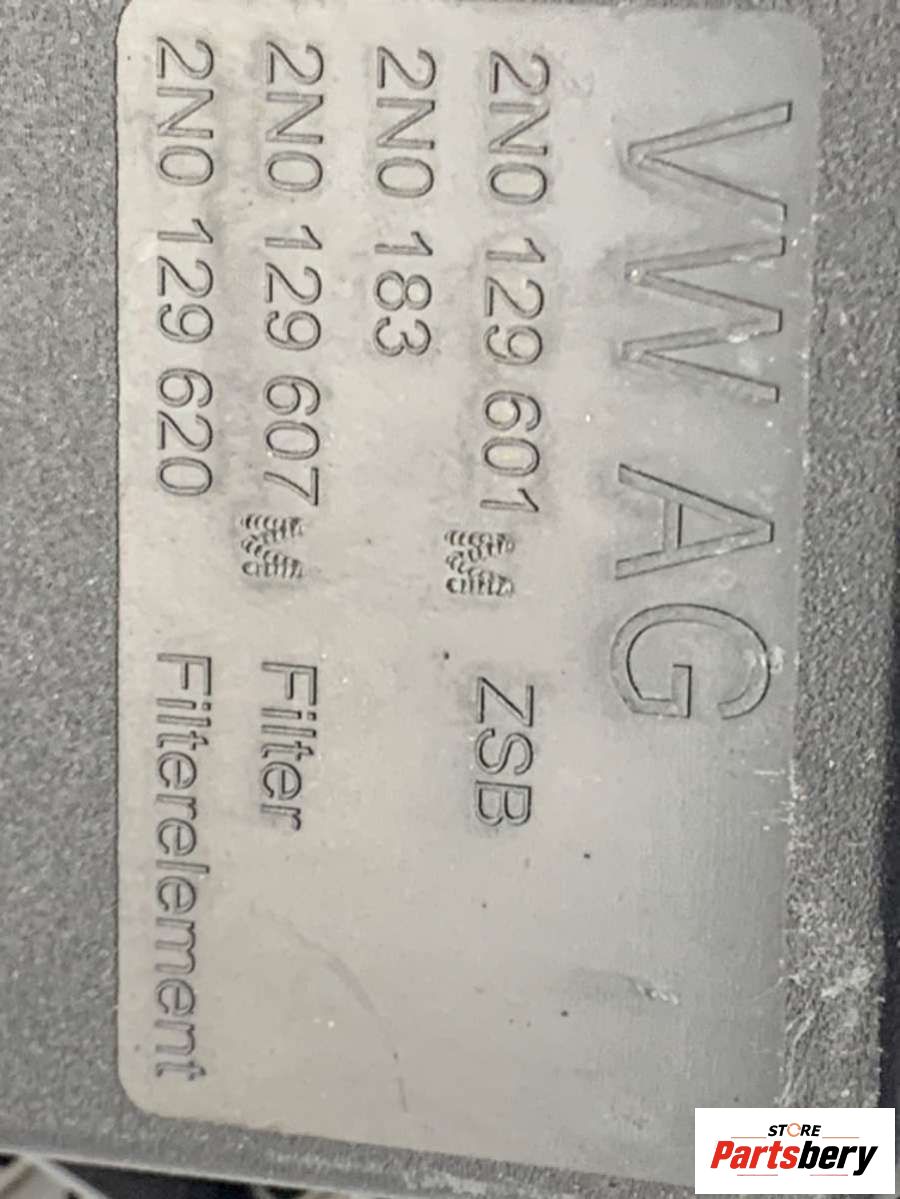 VW AG
2N0 129 601 M ZSB
2N0 183
2N0 129 607 M Filter
2N0 129 620 Filterelement
STORE
Partsbery